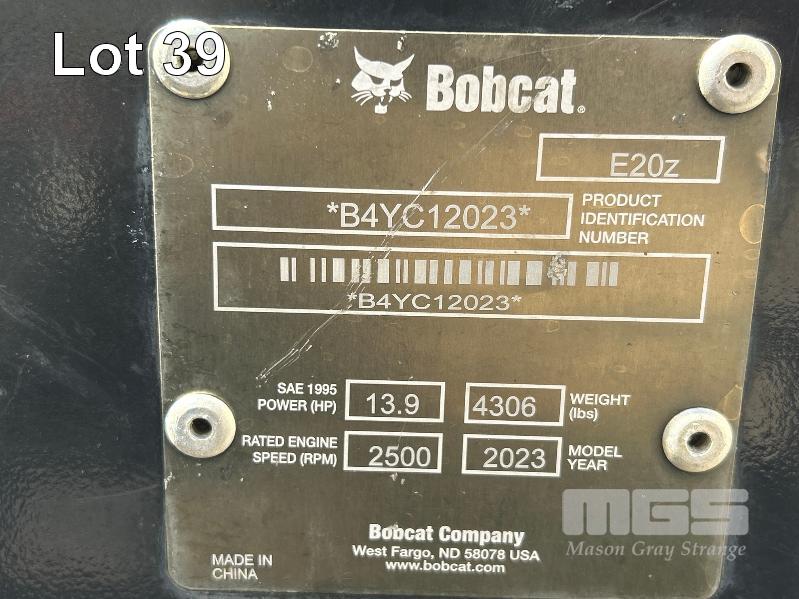 Lot 39
Bobcat®
E20z
*B4YC12023*
PRODUCT
IDENTIFICATION
NUMBER
*B4YC12023*
SAE 1995
POWER (HP)
13.9
4306
WEIGHT
(lbs)
RATED ENGINE
SPEED (RPM)
2500
2023
MODEL
YEAR
Bobcat Company
West Fargo, ND 58078 USA
www.bobcat.com
MADE IN
CHINA
MGS
Mason Gray Strange